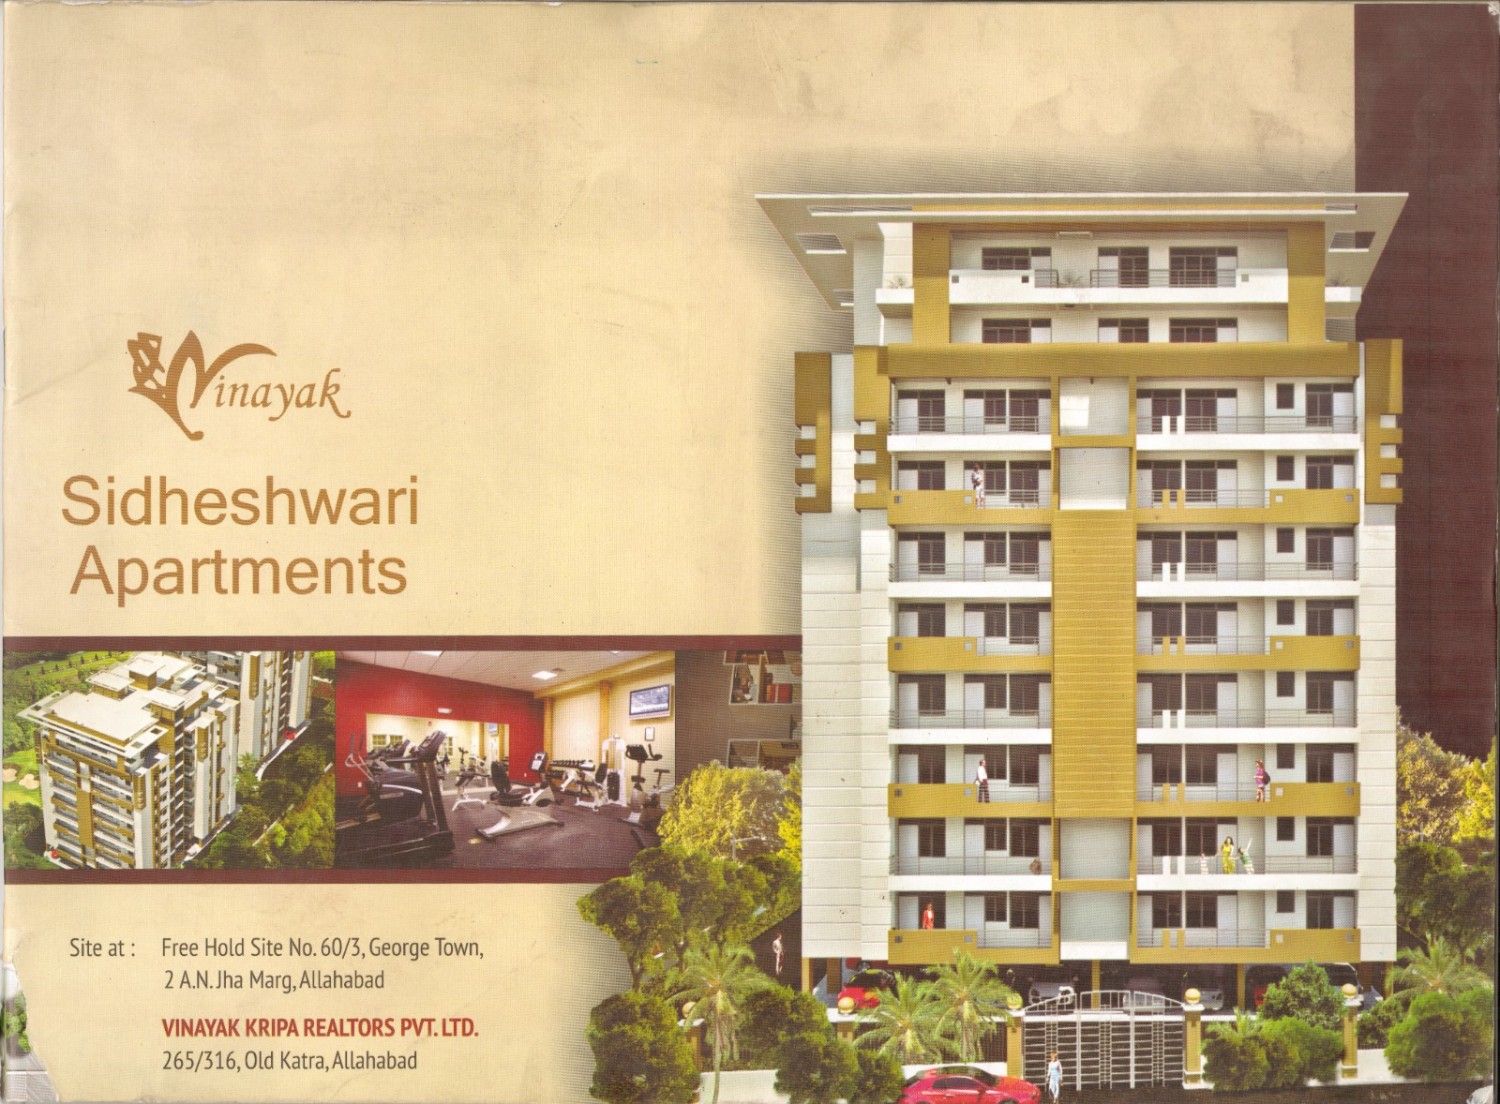 Vinayak
Sidheshwari
Apartments
Site at : Free Hold Site No. 60/3, George Town,
2 A.N. Jha Marg, Allahabad
VINAYAK KRIPA REALTORS PVT. LTD.
265/316, Old Katra, Allahabad